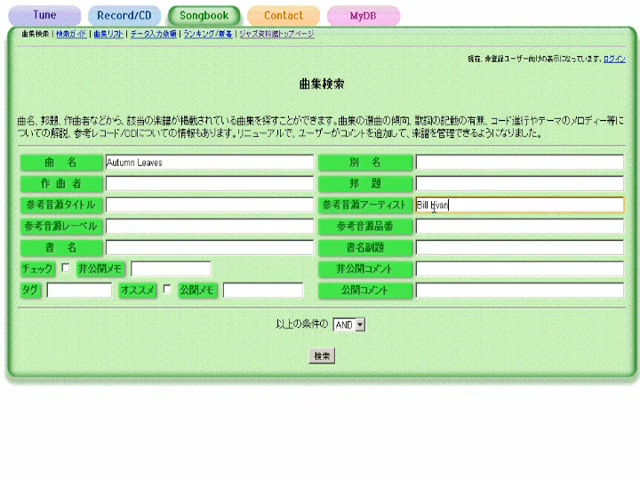 Tune Record/CD Songbook Contact MyDB
曲集検索 | 検索ガイド | 曲集リスト | データ入力依頼 | ランキング/新着 | ジャズ資料館トップページ
現在、未登録ユーザー向けの表示になっています。ログイン
曲集検索
曲名、邦題、作曲者などから、該当の楽譜が掲載されている曲集を探すことができます。曲集の選曲の傾向、歌詞の記載の有無、コード進行やテーマのメロディー等に
ついての解説、参考レコード/CDについての情報もあります。リニューアルで、ユーザーがコメントを追加して、楽譜を管理できるようになりました。
曲 名 Autumn Leaves 別 名
作 曲 者 邦 題
参考音源タイトル 参考音源アーティスト Bill Evan
参考音源レーベル 参考音源品番
書 名 書名副題
チェック 非公開メモ 非公開コメント
タグ オススメ 公開メモ 公開コメント
以上の条件の AND
検索